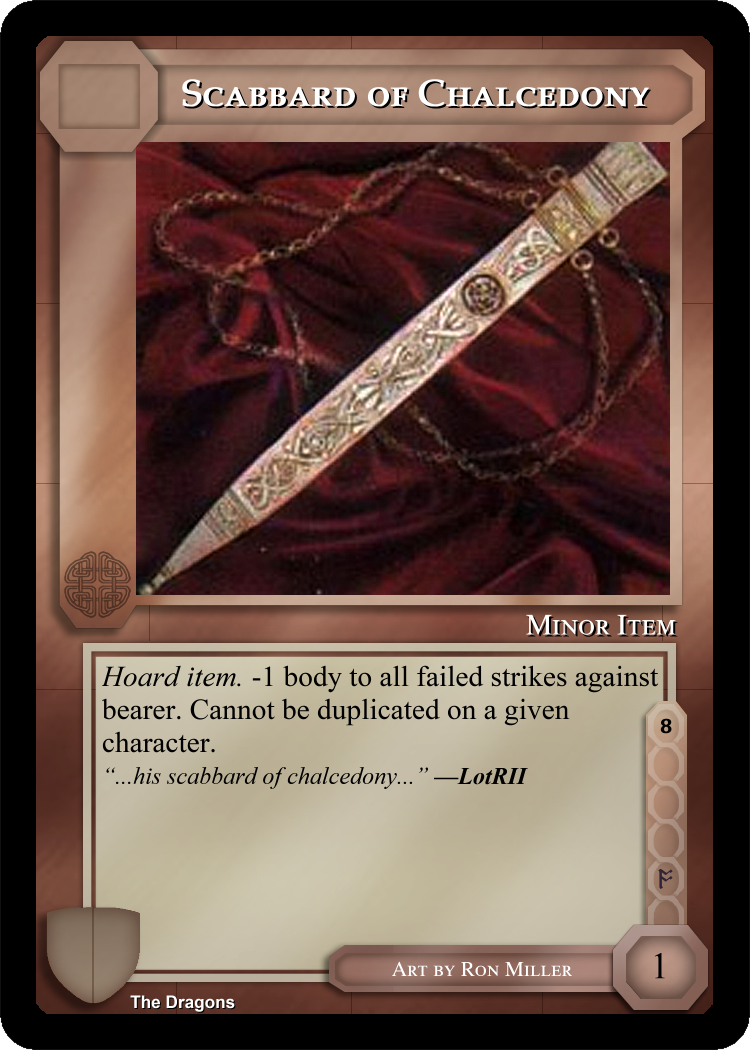 Scabbard of Chalcedony
Minor Item
Hoard item. -1 body to all failed strikes against
bearer. Cannot be duplicated on a given
character.
“...his scabbard of chalcedony...” —LotRII
8
ᚩ
Art by Ron Miller
1
The Dragons